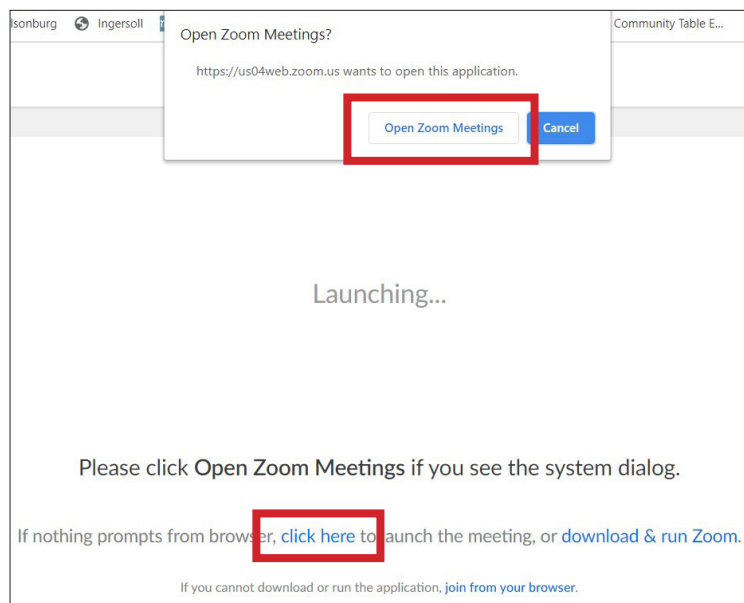 Ingersoll
Community Table E...
Open Zoom Meetings?
https://us04web.zoom.us wants to open this application.
Open Zoom Meetings
Cancel
Launching...
Please click Open Zoom Meetings if you see the system dialog.
If nothing prompts from browser, click here to launch the meeting, or download & run Zoom.
If you cannot download or run the application, join from your browser.